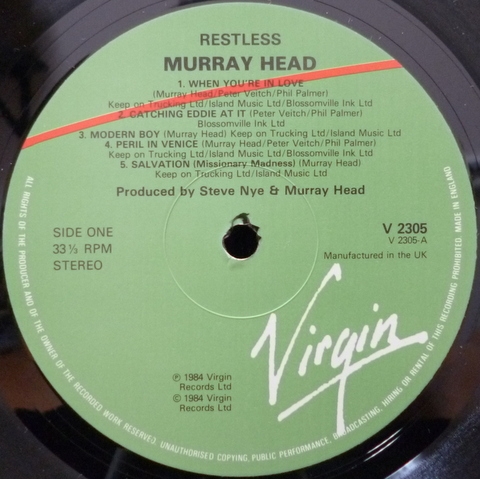 RESTLESS
MURRAY HEAD
1. WHEN YOU'RE IN LOVE
(Murray Head/Peter Veitch/Phil Palmer)
Keep on Trucking Ltd/Island Music Ltd/Blossomville Ink Ltd
2. CATCHING EDDIE AT IT (Peter Veitch/Phil Palmer)
Blossomville Ink Ltd
3. MODERN BOY (Murray Head) Keep on Trucking Ltd/Island Music Ltd
4. PERIL IN VENICE (Murray Head/Peter Veitch/Phil Palmer)
Keep on Trucking Ltd/Island Music Ltd/Blossomville Ink Ltd
5. SALVATION (Missionary Madness) (Murray Head)
Keep on Trucking Ltd/Island Music Ltd
Produced by Steve Nye & Murray Head
SIDE ONE
33⅓ RPM
STEREO
V 2305
V 2305-A
Manufactured in the UK
Virgin
℗ 1984 Virgin
Records Ltd
© 1984 Virgin
Records Ltd
ALL RIGHTS OF THE PRODUCER AND OF THE OWNER OF THE RECORDED WORK RESERVED. UNAUTHORISED COPYING, PUBLIC PERFORMANCE, BROADCASTING, HIRING OR RENTAL OF THIS RECORDING PROHIBITED. MADE IN ENGLAND